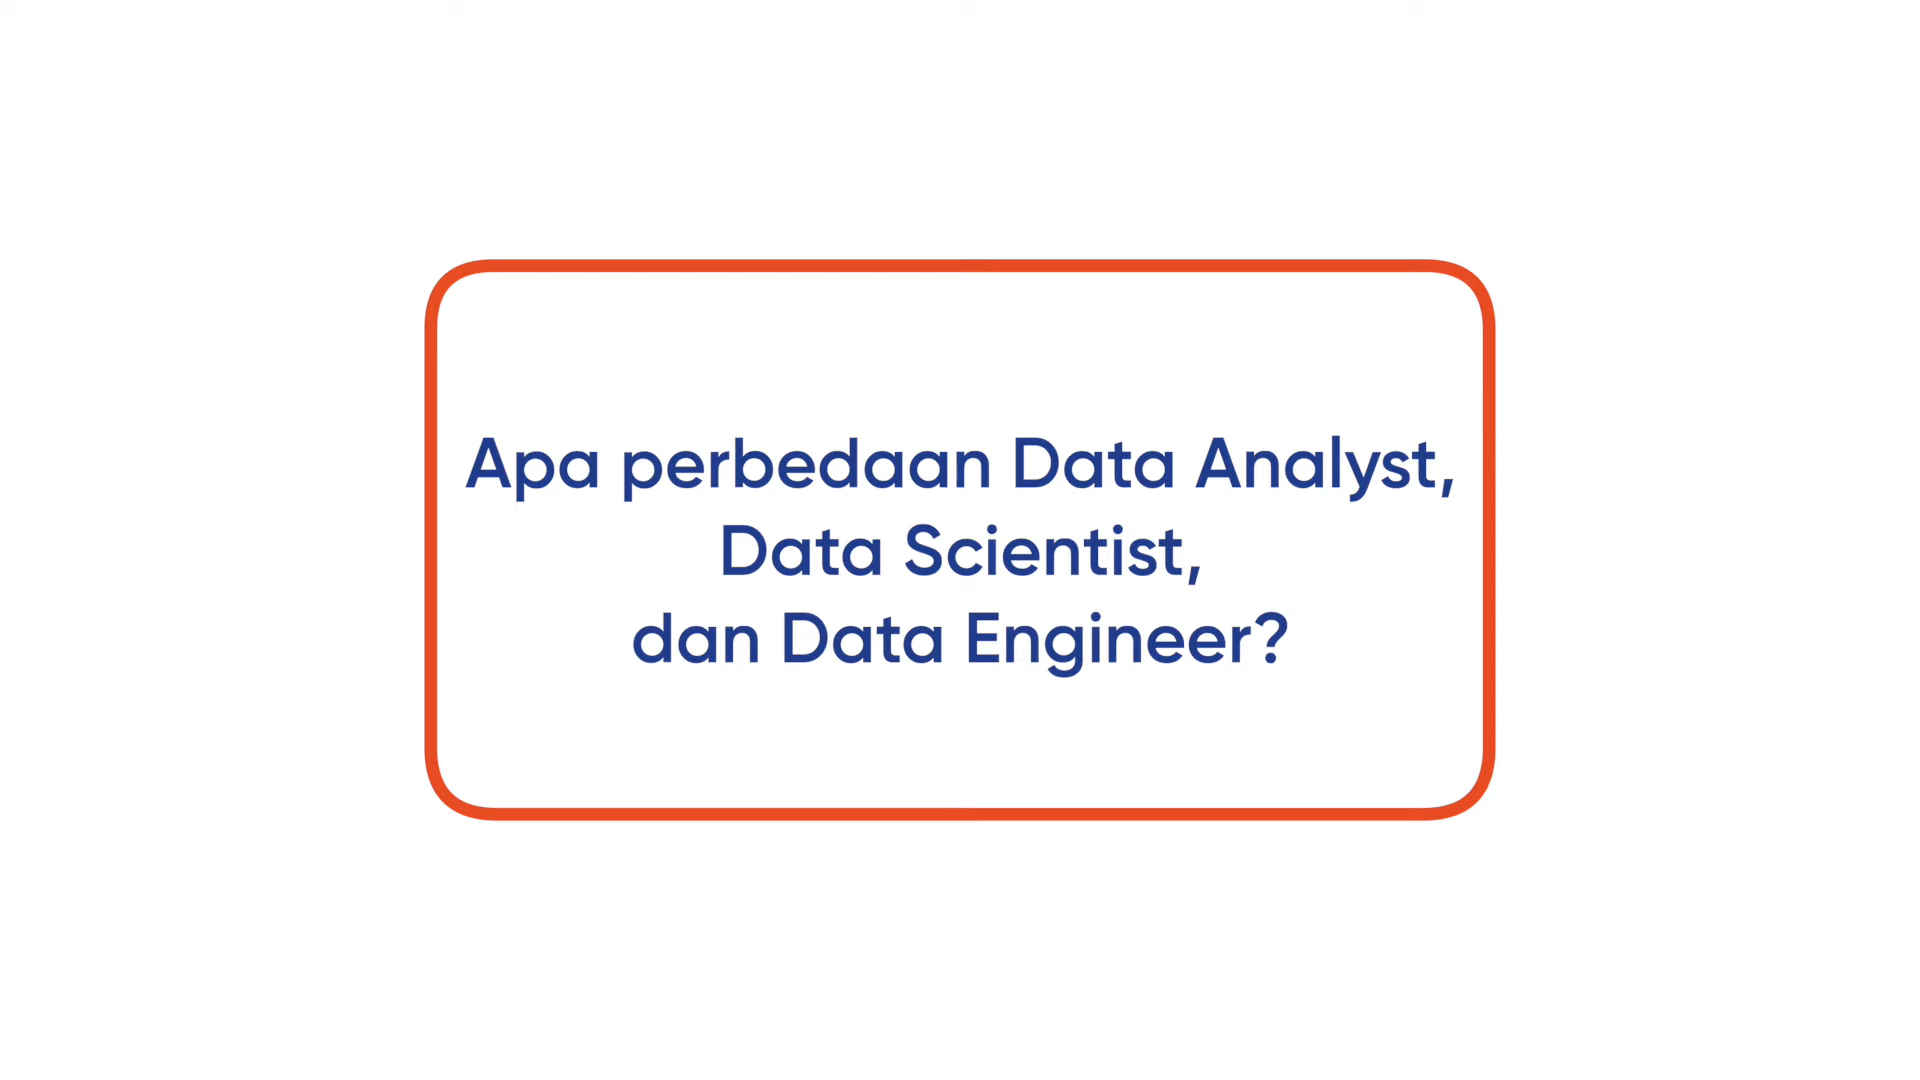 Apa perbedaan Data Analyst,
Data Scientist,
dan Data Engineer?